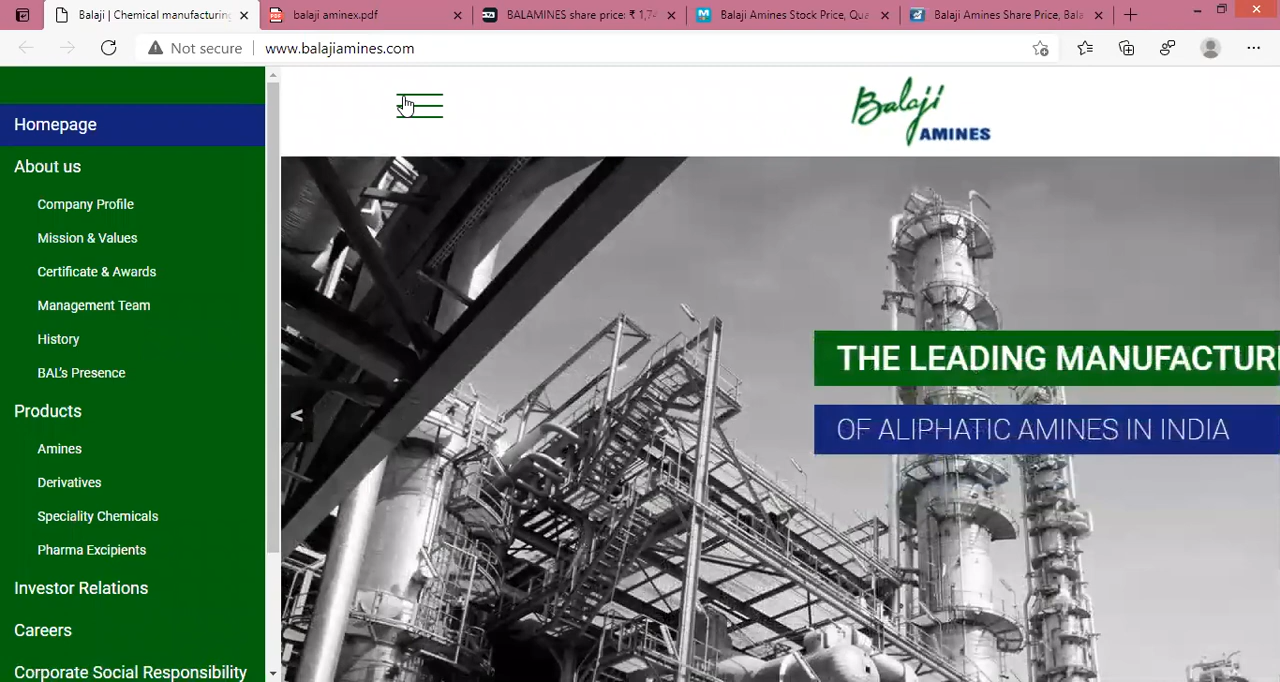 Balaji | Chemical manufacturing
balaji aminex.pdf
BALAMINES share price: ₹ 1,74
Balaji Amines Stock Price, Quo
Balaji Amines Share Price, Bala
Not secure
www.balajiamines.com
Homepage
About us
Company Profile
Mission & Values
Certificate & Awards
Management Team
History
BAL's Presence
Products
Amines
Derivatives
Speciality Chemicals
Pharma Excipients
Investor Relations
Careers
Corporate Social Responsibility
Balaji
AMINES
THE LEADING MANUFACTUR
OF ALIPHATIC AMINES IN INDIA